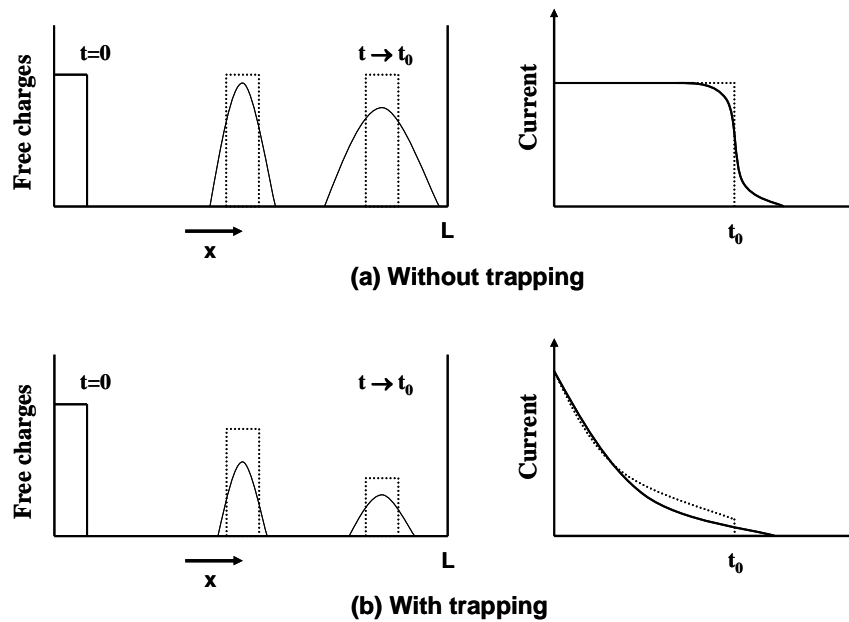 Free charges
t=0
t → t₀
x
L
Current
t₀
(a) Without trapping
Free charges
t=0
t → t₀
x
L
Current
t₀
(b) With trapping